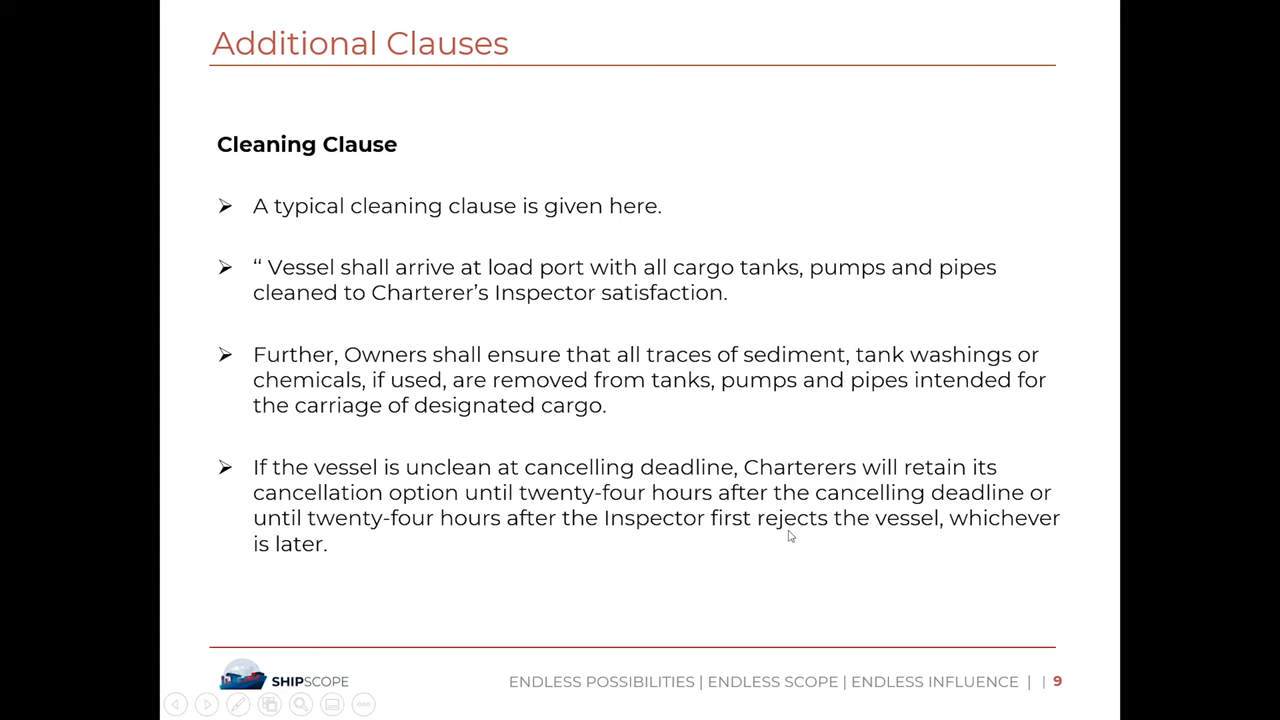 Additional Clauses
Cleaning Clause
A typical cleaning clause is given here.
“ Vessel shall arrive at load port with all cargo tanks, pumps and pipes
cleaned to Charterer’s Inspector satisfaction.
Further, Owners shall ensure that all traces of sediment, tank washings or
chemicals, if used, are removed from tanks, pumps and pipes intended for
the carriage of designated cargo.
If the vessel is unclean at cancelling deadline, Charterers will retain its
cancellation option until twenty-four hours after the cancelling deadline or
until twenty-four hours after the Inspector first rejects the vessel, whichever
is later.
SHIPSCOPE
ENDLESS POSSIBILITIES | ENDLESS SCOPE | ENDLESS INFLUENCE | | 9